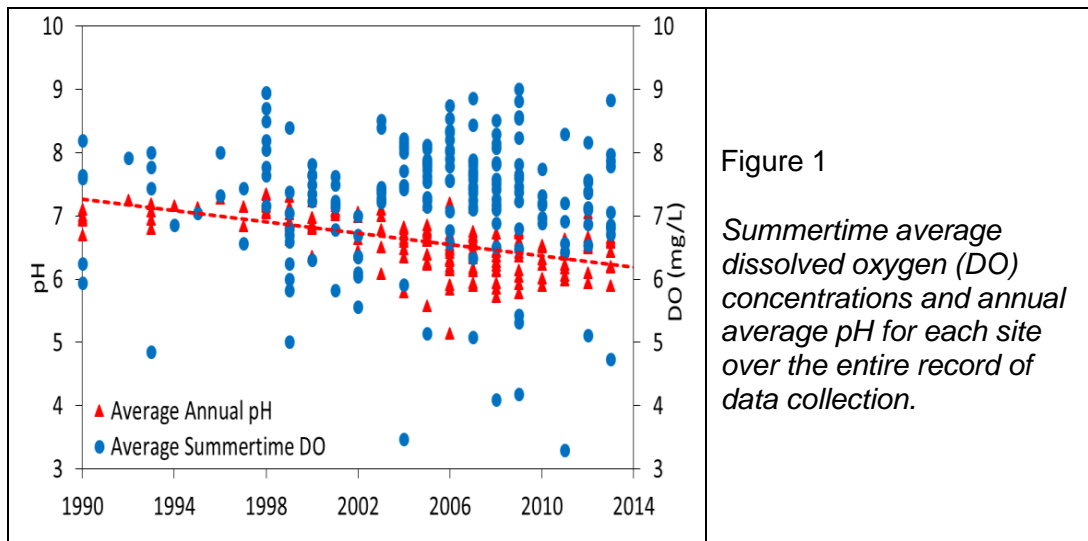 pH
DO (mg/L)
10
9
8
7
6
5
4
3
10
9
8
7
6
5
4
3
Average Annual pH
Average Summertime DO
1990
1994
1998
2002
2006
2010
2014
Figure 1
Summertime average
dissolved oxygen (DO)
concentrations and annual
average pH for each site
over the entire record of
data collection.